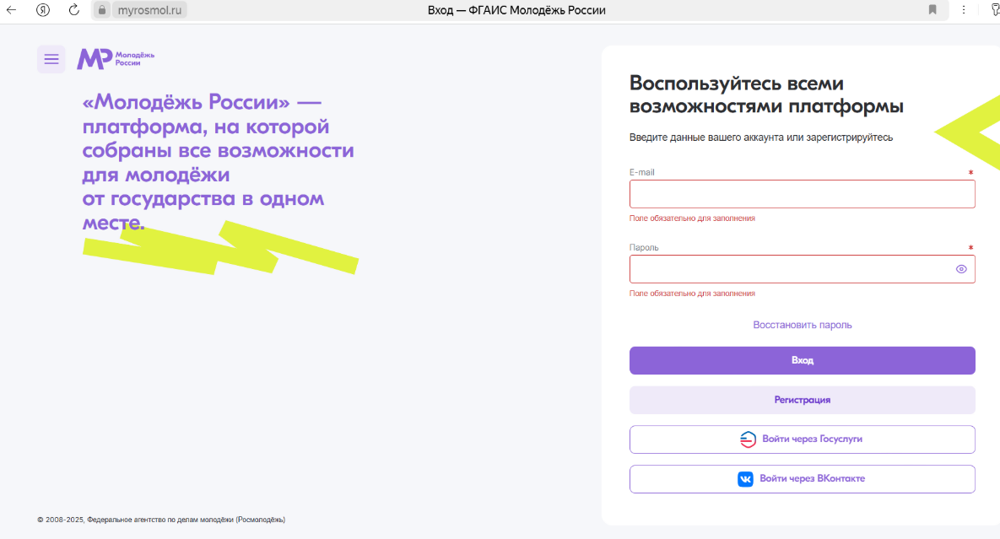 myrosmol.ru
Вход — ФГАИС Молодёжь России
МР Молодёжь
России
«Молодёжь России» —
платформа, на которой
собраны все возможности
для молодёжи
от государства в одном
месте.
Воспользуйтесь всеми
возможностями платформы
Введите данные вашего аккаунта или зарегистрируйтесь
E-mail *
Поле обязательно для заполнения
Пароль *
Поле обязательно для заполнения
Восстановить пароль
Вход
Регистрация
Войти через Госуслуги
Войти через ВКонтакте
© 2008-2025, Федеральное агентство по делам молодёжи (Росмолодёжь)